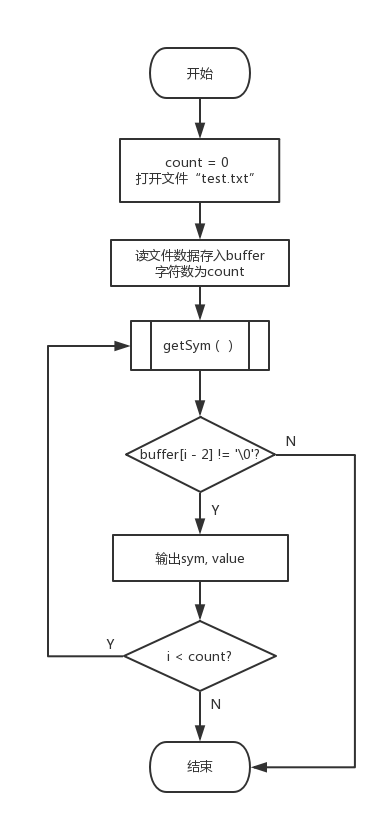 开始
count = 0
打开文件“test.txt”
读文件数据存入buffer
字符数为count
getSym（ ）
buffer[i - 2] != '\0'?
N
Y
输出sym, value
Y
i < count?
N
结束